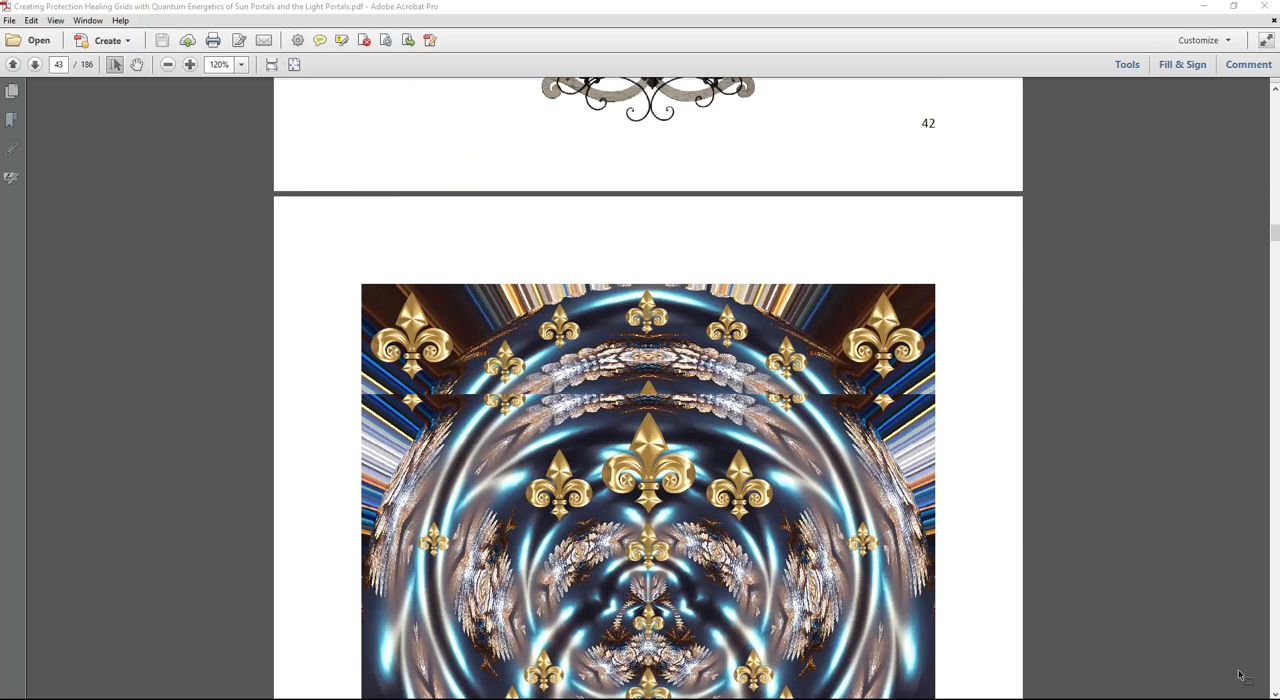 Creating Protection Healing Grids with Quantum Energetics of Sun Portals and the Light Portals.pdf - Adobe Acrobat Pro
File Edit View Window Help
Open Create Customize
43 / 186 120% Tools Fill & Sign Comment
42